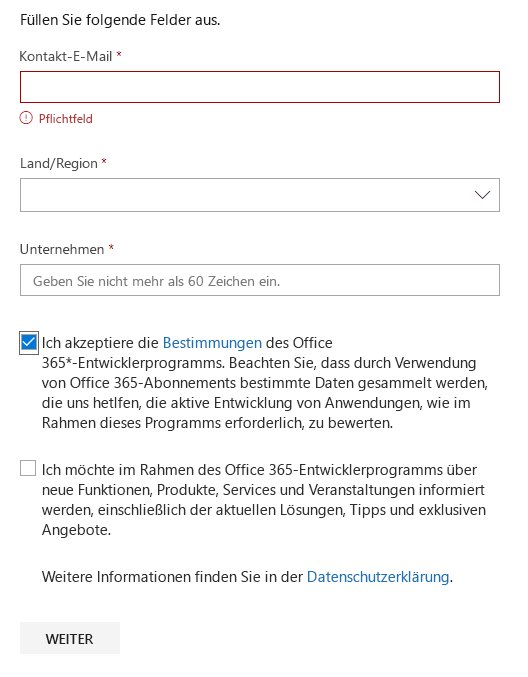 Füllen Sie folgende Felder aus.
Kontakt-E-Mail *
Pflichtfeld
Land/Region *
Unternehmen *
Geben Sie nicht mehr als 60 Zeichen ein.
Ich akzeptiere die Bestimmungen des Office
365*-Entwicklerprogramms. Beachten Sie, dass durch Verwendung
von Office 365-Abonnements bestimmte Daten gesammelt werden,
die uns hetlfen, die aktive Entwicklung von Anwendungen, wie im
Rahmen dieses Programms erforderlich, zu bewerten.
Ich möchte im Rahmen des Office 365-Entwicklerprogramms über
neue Funktionen, Produkte, Services und Veranstaltungen informiert
werden, einschließlich der aktuellen Lösungen, Tipps und exklusiven
Angebote.
Weitere Informationen finden Sie in der Datenschutzerklärung.
WEITER